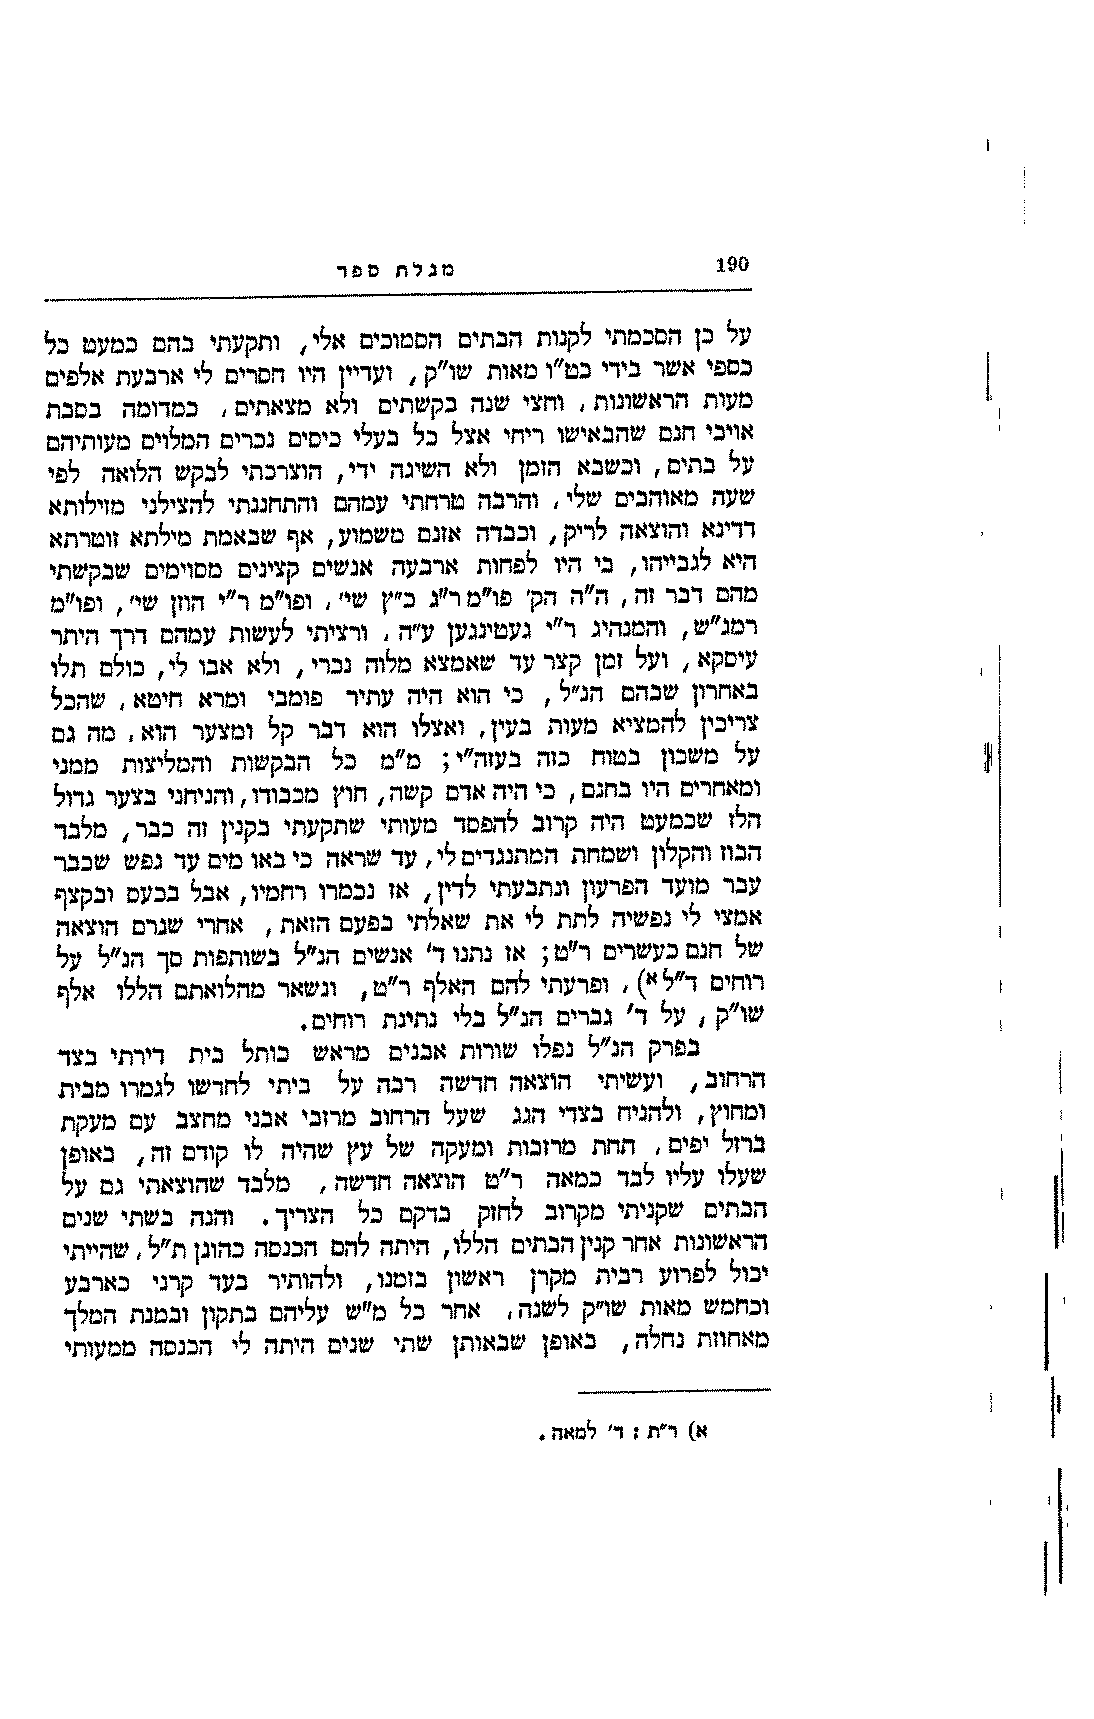 190
מגלת ספר
על כן הסכמתי לקנות הבתים הסמוכים אלי, ותקעתי בהם כמעט כל
כספי אשר בידי כט"ו מאות שו"ק, ועדיין היו חסרים לי ארבעת אלפים
מעות הראשונות, וחצי שנה בקשתים ולא מצאתים, כמדומה בסבת
אויבי חנם שהבאישו ריחי אצל כל בעלי כיסים נכרים המלוים מעותיהם
על בתים, וכשבא הזמן ולא השיגה ידי, הוצרכתי לבקש הלואה לפי
שעה מאוהבים שלי, והרבה טרחתי עמהם והתחננתי להצילני מזילותא
דדינא והוצאה לריק, וכבדה אזנם משמוע, אף שבאמת מילתא זוטרתא
היא לגבייהו, כי היו לפחות ארבעה אנשים קצינים מסוימים שבקשתי
מהם דבר זה, ה"ה הק' פו"מ ר"ג כ"ץ שי', ופו"מ ר"י הוזן שי', ופו"מ
רמנ"ש, והמנהיג ר"י געטינגען ע"ה, ורציתי לעשות עמהם דרך היתר
עיסקא, ועל זמן קצר עד שאמצא מלוה נכרי, ולא אבו לי, כולם תלו
באחרון שבהם הנ"ל, כי הוא היה עתיר פומבי ומרא חיטא, שהכל
צריכין להמציא מעות בעין, ואצלו הוא דבר קל ומצער הוא, מה גם
על משכון בטוח כזה בעזה"י; מ"מ כל הבקשות והמליצות ממני
ומאחרים היו בחנם, כי היה אדם קשה, חוץ מכבודו, והניחני בצער גדול
הלז שכמעט היה קרוב להפסד מעותי שתקעתי בקנין זה כבר, מלבד
הבוז והקלון ושמחת המתנגדים לי, עד שראה כי באו מים עד נפש שכבר
עבר מועד הפרעון ונתבעתי לדין, אז נכמרו רחמיו, אבל בכעס ובקצף
אמצי לי נפשיה לתת לי את שאלתי בפעם הזאת, אחרי שגרם הוצאה
של חנם כעשרים ר"ט; אז נתנו ד' אנשים הנ"ל בשותפות סך הנ"ל על
רוחים ד"ל א), ופרעתי להם האלף ר"ט, ונשאר מהלואתם הללו אלף
שו"ק, על ד' גברים הנ"ל בלי נתינת רוחים.
בפרק הנ"ל נפלו שורות אבנים מראש כותל בית דירתי בצד
הרחוב, ועשיתי הוצאה חדשה רבה על ביתי לחדשו לגמרו מבית
ומחוץ, ולהניח בצדי הגג שעל הרחוב מרזבי אבני מחצב עם מעקת
ברזל יפים, תחת מרזבות ומעקה של עץ שהיה לו קודם זה, באופן
שעלו עליו לבד כמאה ר"ט הוצאה חדשה, מלבד שהוצאתי גם על
הבתים שקניתי מקרוב לחזק בדקם כל הצריך. והנה בשתי שנים
הראשונות אחר קנין הבתים הללו, היתה להם הכנסה כהוגן ת"ל, שהייתי
יכול לפרוע רבית מקרן ראשון בזמנו, ולהותיר בעד קרני כארבע
וכחמש מאות שו"ק לשנה, אחר כל מ"ש עליהם בתקון ובמנת המלך
מאחוזת נחלה, באופן שבאותן שתי שנים היתה לי הכנסה ממעותי
א) ר"ת: ד' למאה.